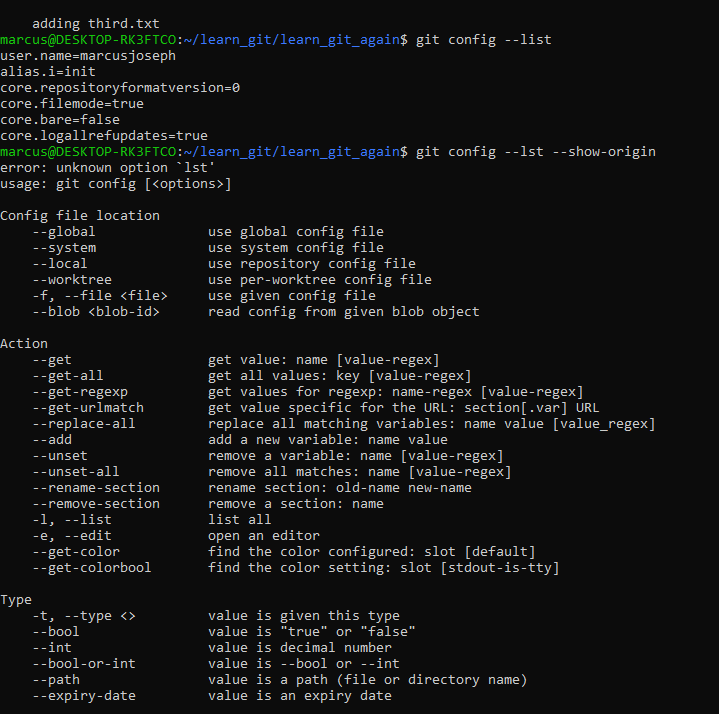 adding third.txt
marcus@DESKTOP-RK3FTCO:~/learn_git/learn_git_again$ git config --list
user.name=marcusjoseph
alias.i=init
core.repositoryformatversion=0
core.filemode=true
core.bare=false
core.logallrefupdates=true
marcus@DESKTOP-RK3FTCO:~/learn_git/learn_git_again$ git config --lst --show-origin
error: unknown option `lst'
usage: git config [<options>]

Config file location
    --global              use global config file
    --system              use system config file
    --local               use repository config file
    --worktree            use per-worktree config file
    -f, --file <file>     use given config file
    --blob <blob-id>      read config from given blob object

Action
    --get                 get value: name [value-regex]
    --get-all             get all values: key [value-regex]
    --get-regexp          get values for regexp: name-regex [value-regex]
    --get-urlmatch        get value specific for the URL: section[.var] URL
    --replace-all         replace all matching variables: name value [value_regex]
    --add                 add a new variable: name value
    --unset               remove a variable: name [value-regex]
    --unset-all           remove all matches: name [value-regex]
    --rename-section      rename section: old-name new-name
    --remove-section      remove a section: name
    -l, --list            list all
    -e, --edit            open an editor
    --get-color           find the color configured: slot [default]
    --get-colorbool       find the color setting: slot [stdout-is-tty]

Type
    -t, --type <>         value is given this type
    --bool                value is "true" or "false"
    --int                 value is decimal number
    --bool-or-int         value is --bool or --int
    --path                value is a path (file or directory name)
    --expiry-date         value is an expiry date